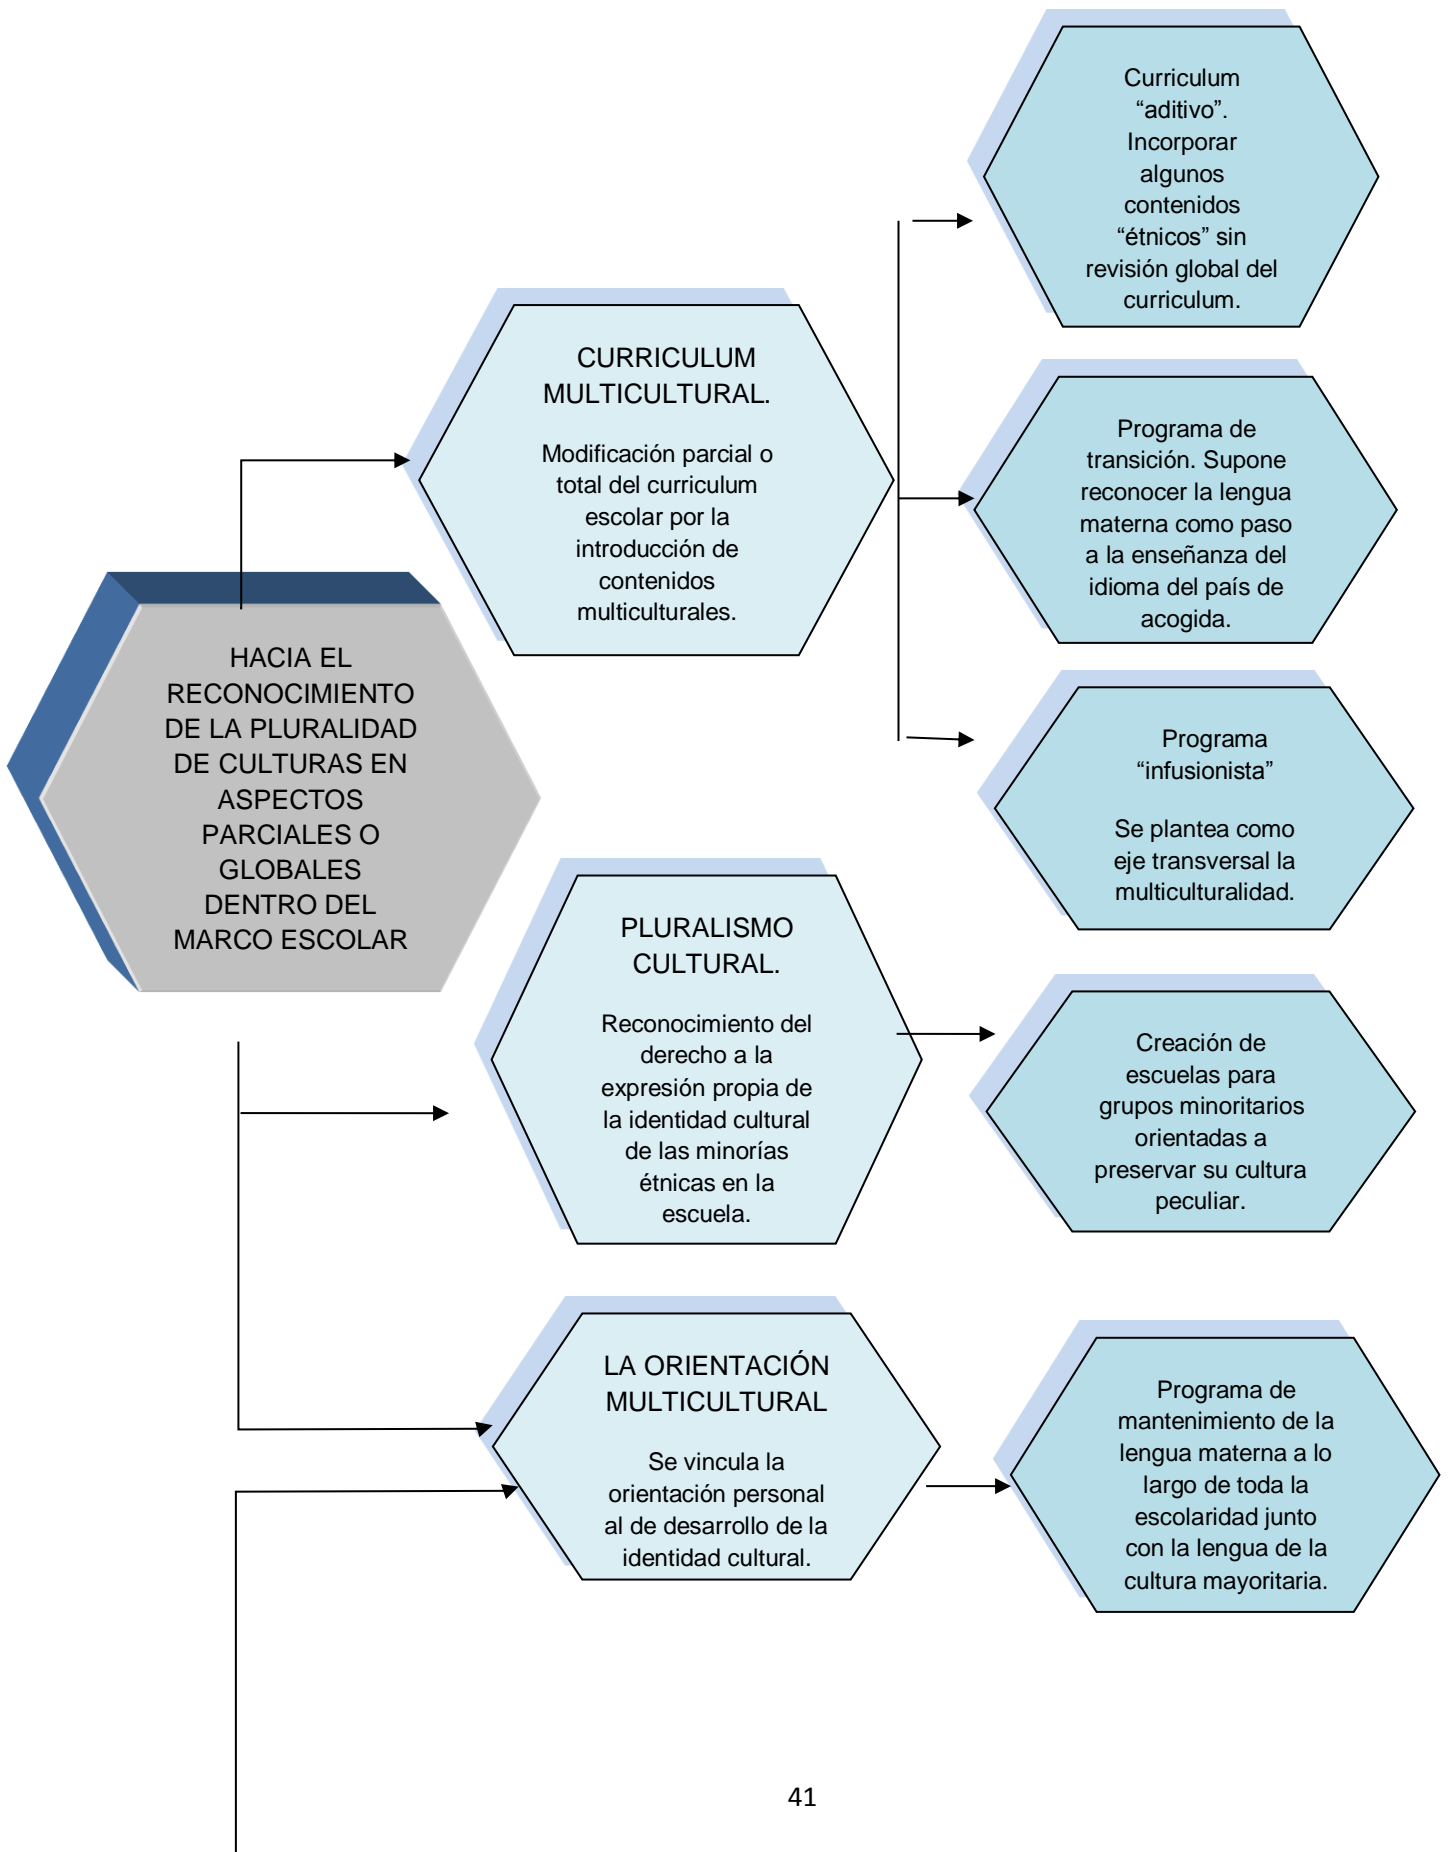 HACIA EL
RECONOCIMIENTO
DE LA PLURALIDAD
DE CULTURAS EN
ASPECTOS
PARCIALES O
GLOBALES
DENTRO DEL
MARCO ESCOLAR
CURRICULUM
MULTICULTURAL.
Modificación parcial o
total del curriculum
escolar por la
introducción de
contenidos
multiculturales.
Curriculum
“aditivo”.
Incorporar
algunos
contenidos
“étnicos” sin
revisión global del
curriculum.
Programa de
transición. Supone
reconocer la lengua
materna como paso
a la enseñanza del
idioma del país de
acogida.
Programa
“infusionista”
Se plantea como
eje transversal la
multiculturalidad.
PLURALISMO
CULTURAL.
Reconocimiento del
derecho a la
expresión propia de
la identidad cultural
de las minorías
étnicas en la
escuela.
Creación de
escuelas para
grupos minoritarios
orientadas a
preservar su cultura
peculiar.
LA ORIENTACIÓN
MULTICULTURAL
Se vincula la
orientación personal
al de desarrollo de la
identidad cultural.
Programa de
mantenimiento de la
lengua materna a lo
largo de toda la
escolaridad junto
con la lengua de la
cultura mayoritaria.
41